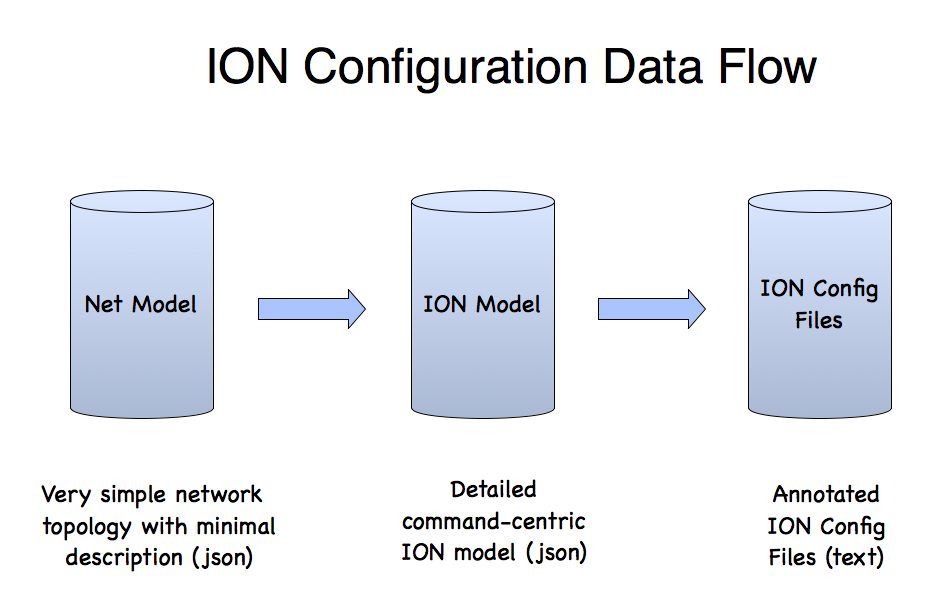 ION Configuration Data Flow
Net Model
ION Model
ION Config
Files
Very simple network
topology with minimal
description (json)
Detailed
command-centric
ION model (json)
Annotated
ION Config
Files (text)